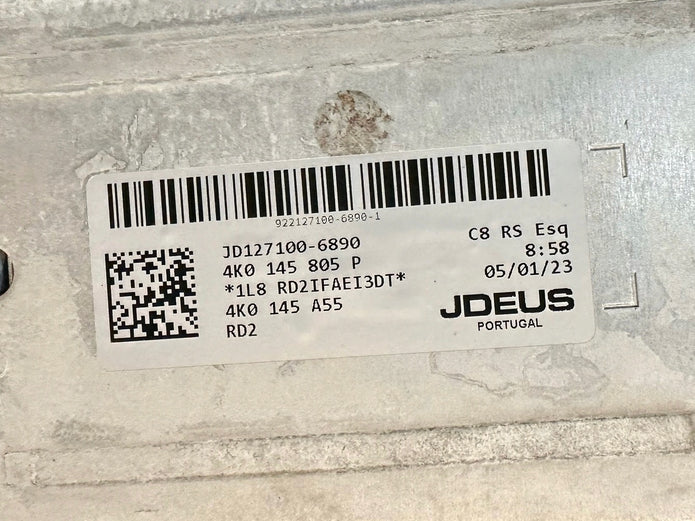 922127100-6890-1
JD127100-6890
4K0 145 805 P
*1L8 RD2IFAEI3DT*
4K0 145 A55
RD2
C8 RS Esq
8:58
05/01/23
JDEUS
PORTUGAL